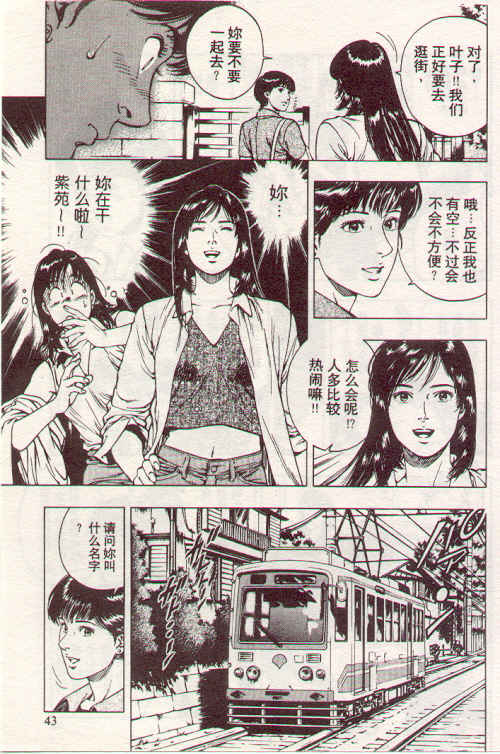 对了，
叶子!!我们
正好要去
逛街，
妳要不要
一起去？
哦…反正我也
有空…不过会
不会不方便？
妳…
妳在干
什么啦~
紫苑~!!
怎么会呢!?
人多比较
热闹嘛!!
请问妳叫
什么名字
？
43